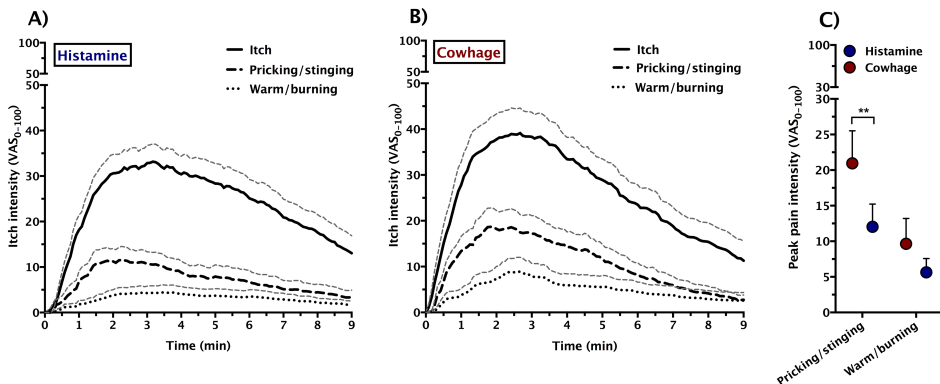 A)
Histamine
Itch
Pricking/stinging
Warm/burning
Itch intensity (VAS0–100)
100
50
50
40
30
20
10
0
0 1 2 3 4 5 6 7 8 9
Time (min)
B)
Cowhage
Itch
Pricking/stinging
Warm/burning
Itch intensity (VAS0–100)
100
50
50
40
30
20
10
0
0 1 2 3 4 5 6 7 8 9
Time (min)
C)
Histamine
Cowhage
**
Peak pain intensity (VAS0–100)
100
30
30
25
20
15
10
5
0
Pricking/stinging
Warm/burning